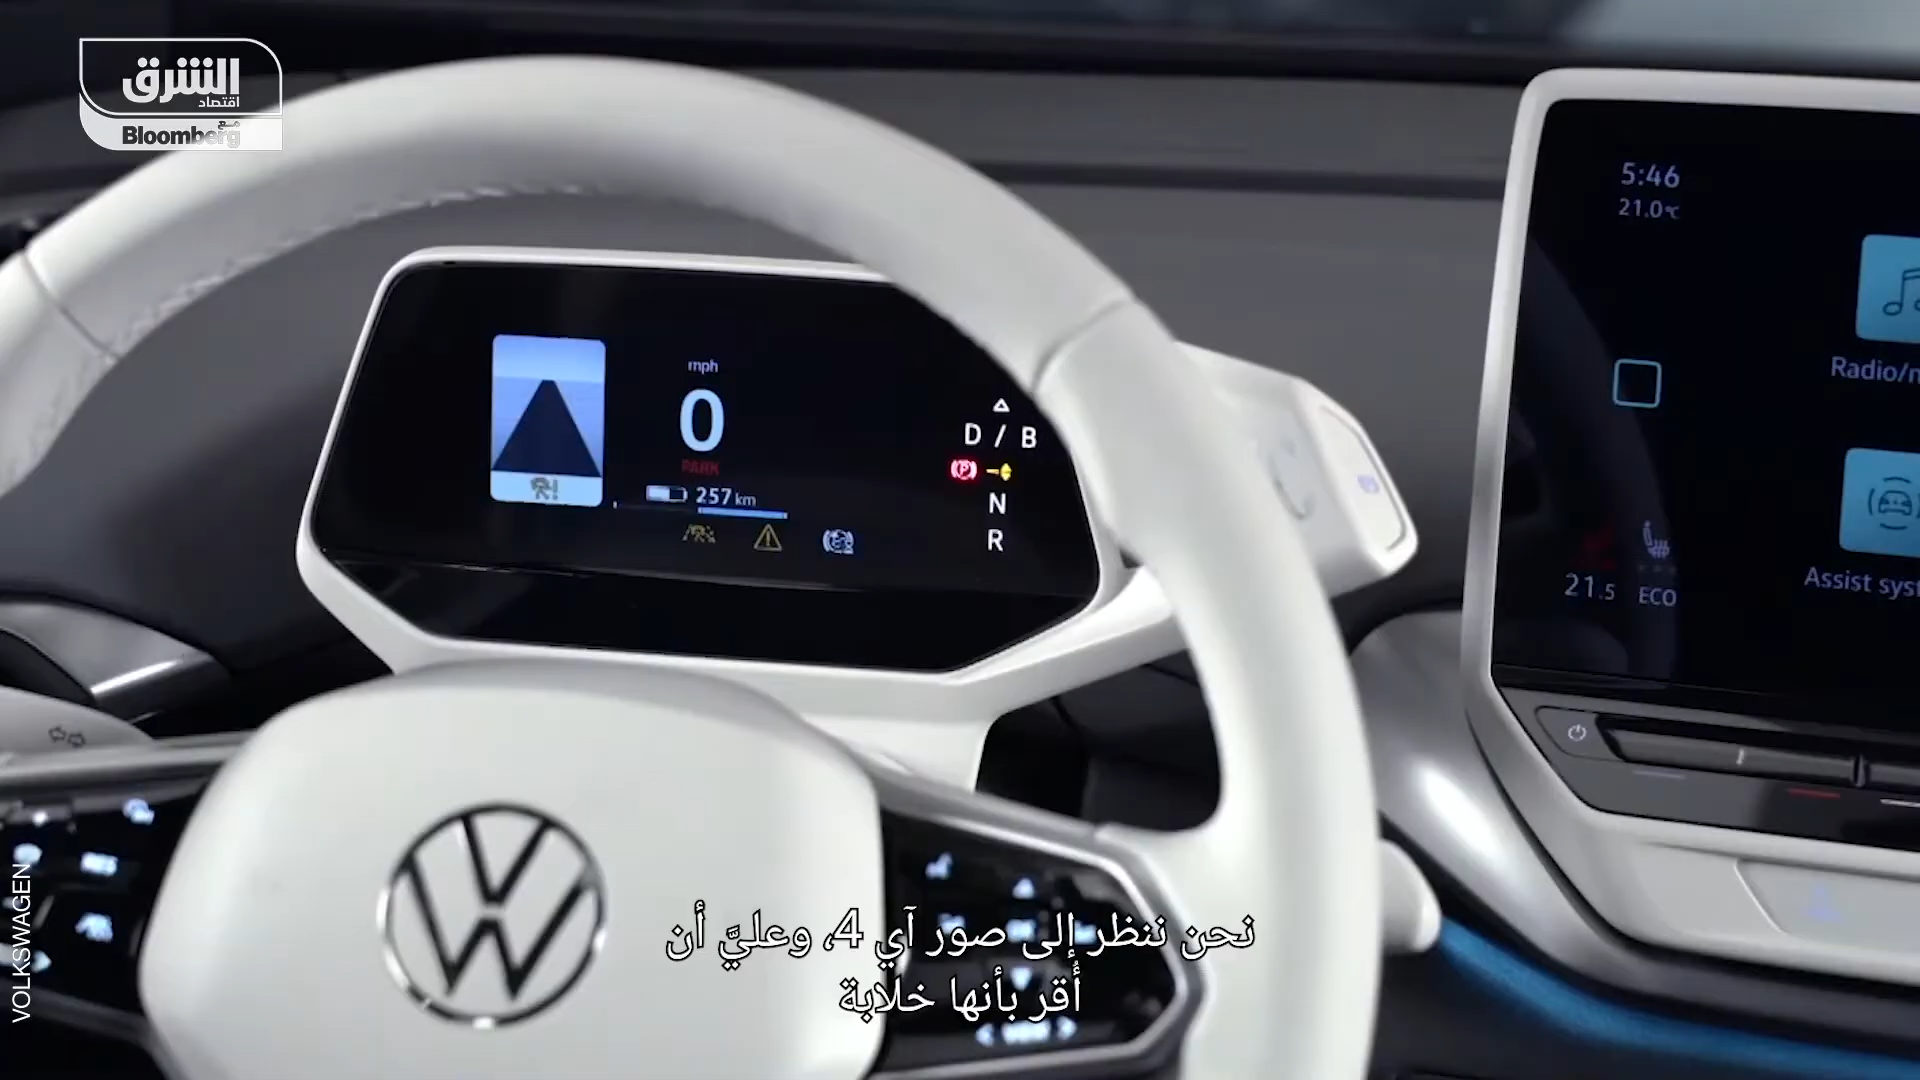 الشرق
اقتصاد
مع
Bloomberg
5:46
21.0°C
mph
0
PARK
257 km
D / B
P
N
R
Radio/m
Assist syst
21.5 ECO
RES
VOLKSWAGEN
نحن ننظر إلى صور آي 4، وعليَّ أن
أُقر بأنها خلابة